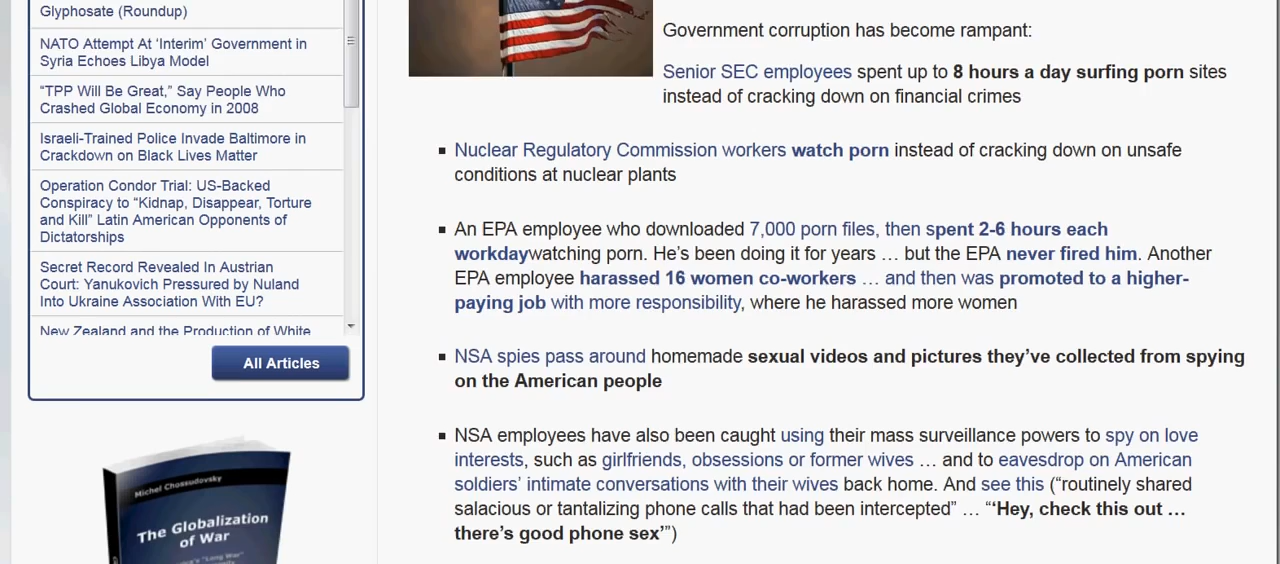 Glyphosate (Roundup)
NATO Attempt At ‘Interim’ Government in
Syria Echoes Libya Model
“TPP Will Be Great,” Say People Who
Crashed Global Economy in 2008
Israeli-Trained Police Invade Baltimore in
Crackdown on Black Lives Matter
Operation Condor Trial: US-Backed
Conspiracy to “Kidnap, Disappear, Torture
and Kill” Latin American Opponents of
Dictatorships
Secret Record Revealed In Austrian
Court: Yanukovich Pressured by Nuland
Into Ukraine Association With EU?
New Zealand and the Production of White
All Articles
Michel Chossudovsky
The Globalization
of War
"Long War"
Government corruption has become rampant:
Senior SEC employees spent up to 8 hours a day surfing porn sites
instead of cracking down on financial crimes
Nuclear Regulatory Commission workers watch porn instead of cracking down on unsafe
conditions at nuclear plants
An EPA employee who downloaded 7,000 porn files, then spent 2-6 hours each
workdaywatching porn. He’s been doing it for years … but the EPA never fired him. Another
EPA employee harassed 16 women co-workers … and then was promoted to a higher-
paying job with more responsibility, where he harassed more women
NSA spies pass around homemade sexual videos and pictures they’ve collected from spying
on the American people
NSA employees have also been caught using their mass surveillance powers to spy on love
interests, such as girlfriends, obsessions or former wives … and to eavesdrop on American
soldiers’ intimate conversations with their wives back home. And see this (“routinely shared
salacious or tantalizing phone calls that had been intercepted” … “‘Hey, check this out …
there’s good phone sex’”)